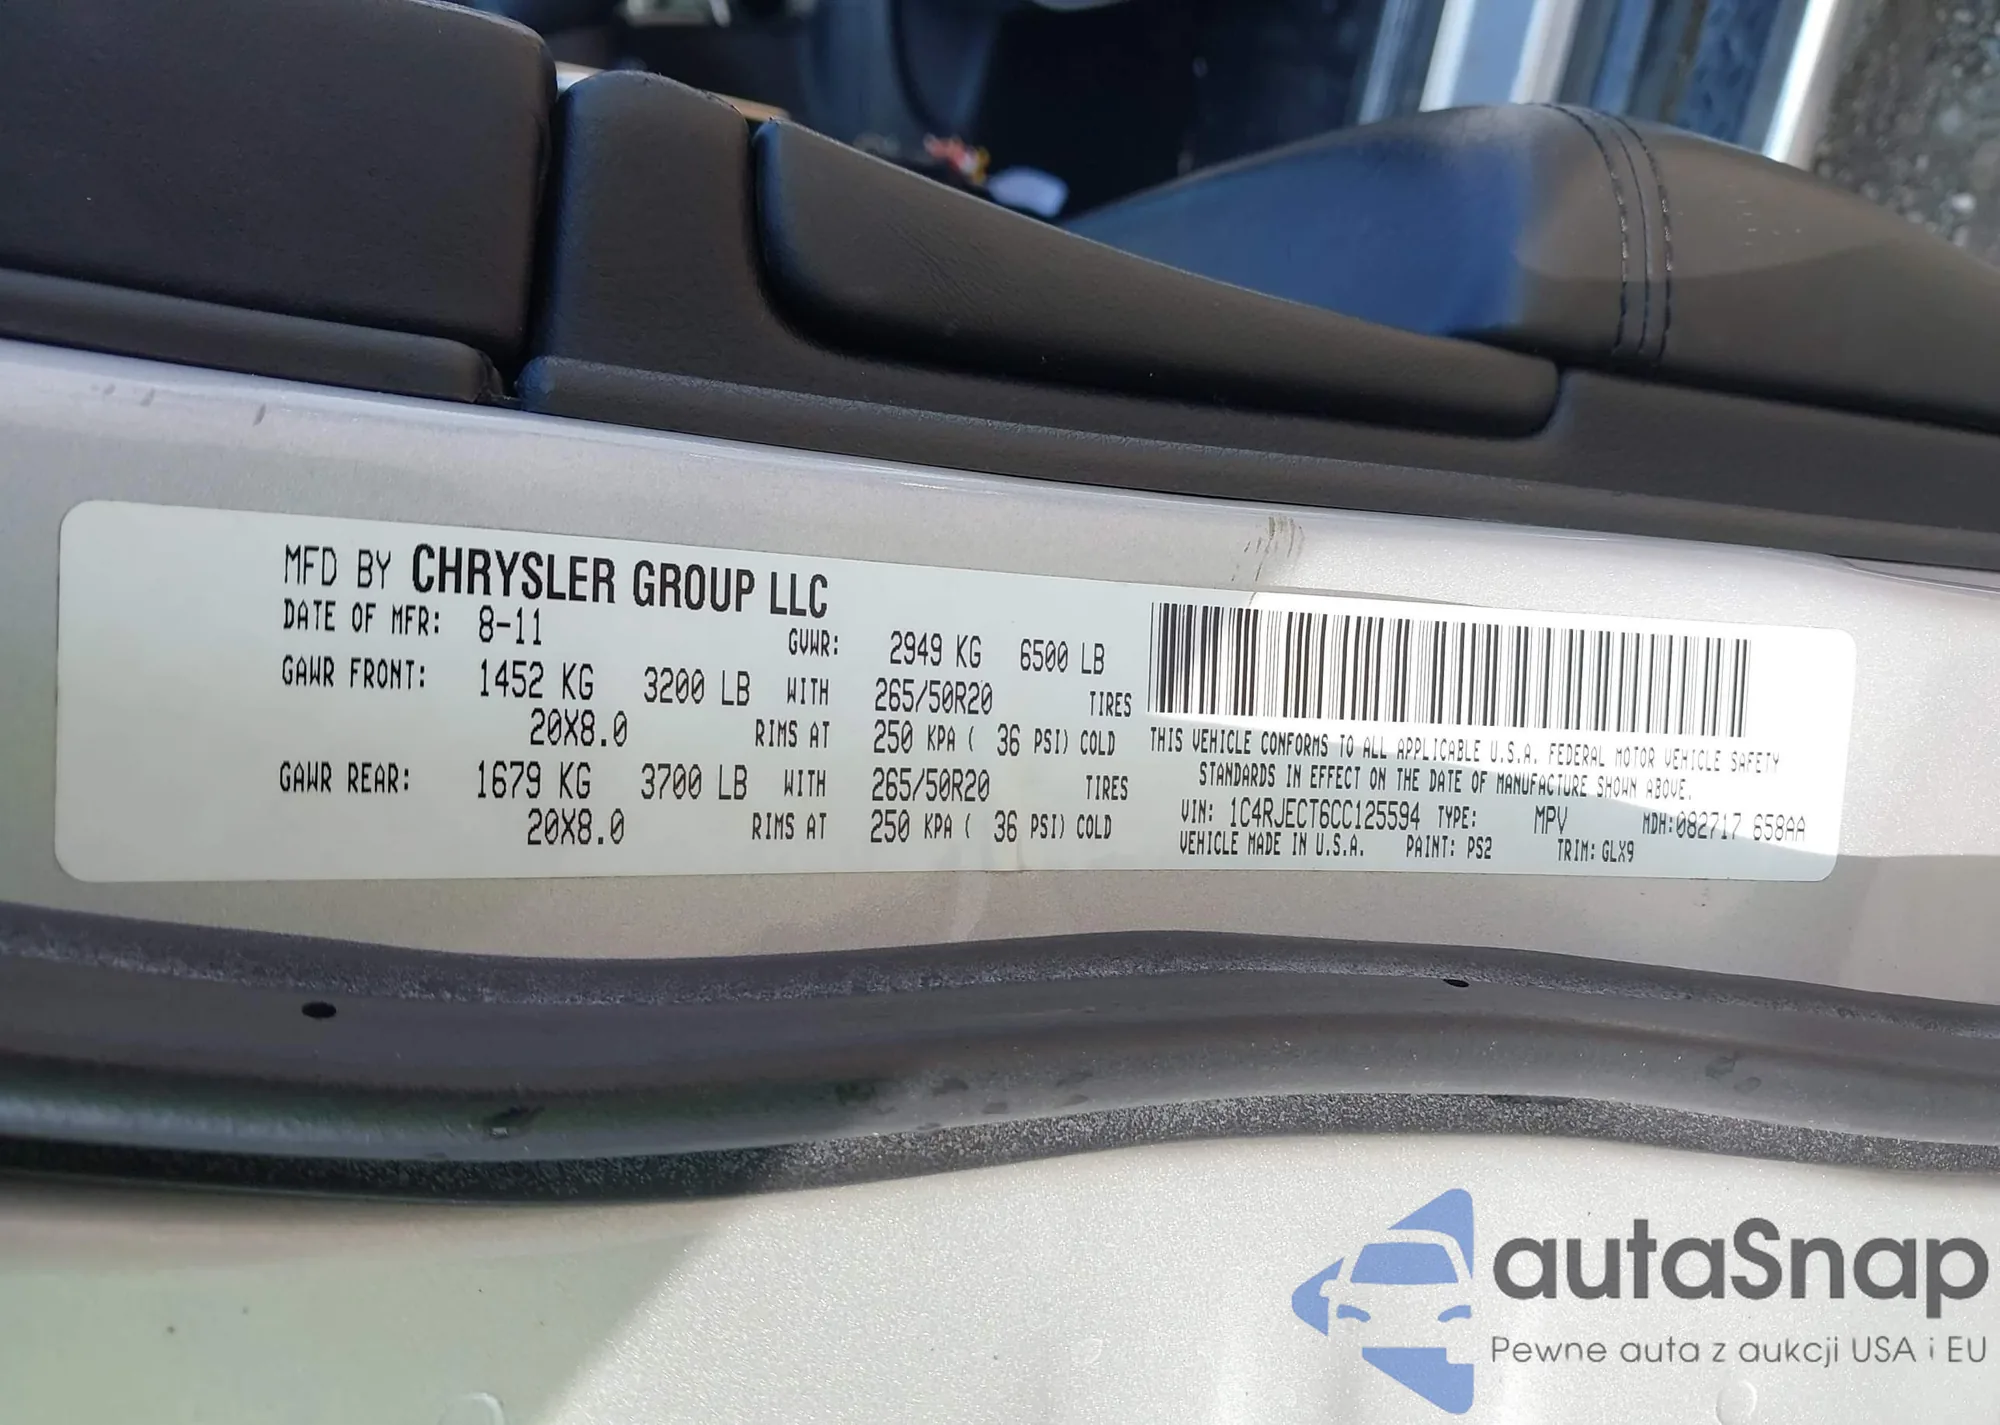 MFD BY CHRYSLER GROUP LLC
DATE OF MFR: 8-11 GVWR: 2949 KG 6500 LB
GAWR FRONT: 1452 KG 3200 LB WITH 265/50R20 TIRES
20X8.0 RIMS AT 250 KPA ( 36 PSI) COLD
GAWR REAR: 1679 KG 3700 LB WITH 265/50R20 TIRES
20X8.0 RIMS AT 250 KPA ( 36 PSI) COLD
THIS VEHICLE CONFORMS TO ALL APPLICABLE U.S.A. FEDERAL MOTOR VEHICLE SAFETY
STANDARDS IN EFFECT ON THE DATE OF MANUFACTURE SHOWN ABOVE.
VIN: 1C4RJECT6CC125594 TYPE: MPV MDH:082717 658AA
VEHICLE MADE IN U.S.A. PAINT: PS2 TRIM: GLX9
autaSnap
Pewne auta z aukcji USA i EU